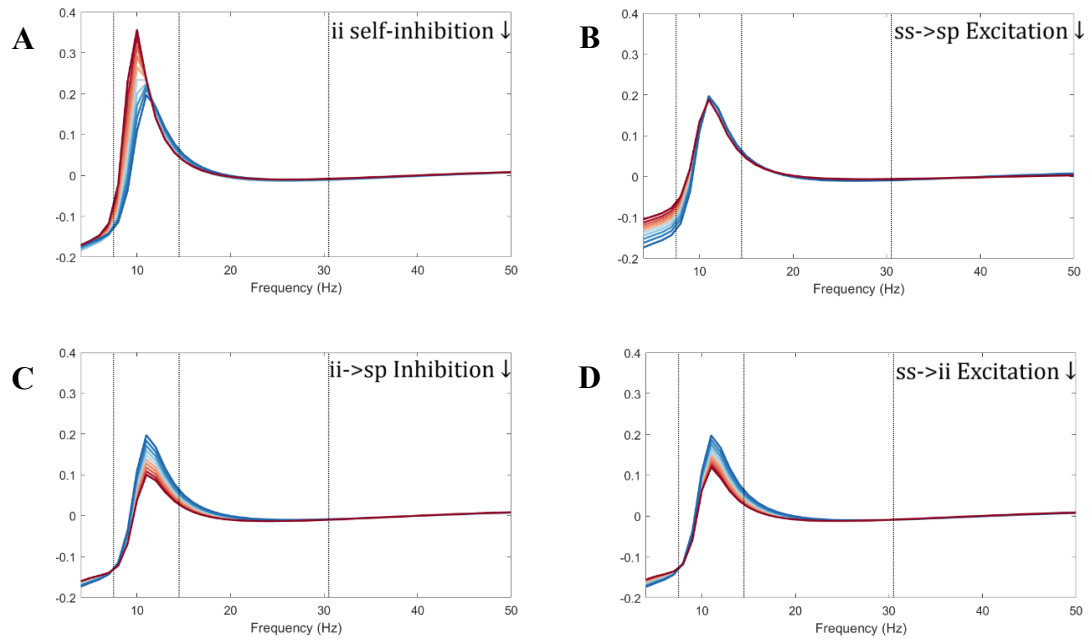 A
ii self-inhibition ↓
0.4
0.3
0.2
0.1
0
-0.1
-0.2
10 20 30 40 50
Frequency (Hz)
B
ss->sp Excitation ↓
0.4
0.3
0.2
0.1
0
-0.1
-0.2
10 20 30 40 50
Frequency (Hz)
C
ii->sp Inhibition ↓
0.4
0.3
0.2
0.1
0
-0.1
-0.2
10 20 30 40 50
Frequency (Hz)
D
ss->ii Excitation ↓
0.4
0.3
0.2
0.1
0
-0.1
-0.2
10 20 30 40 50
Frequency (Hz)